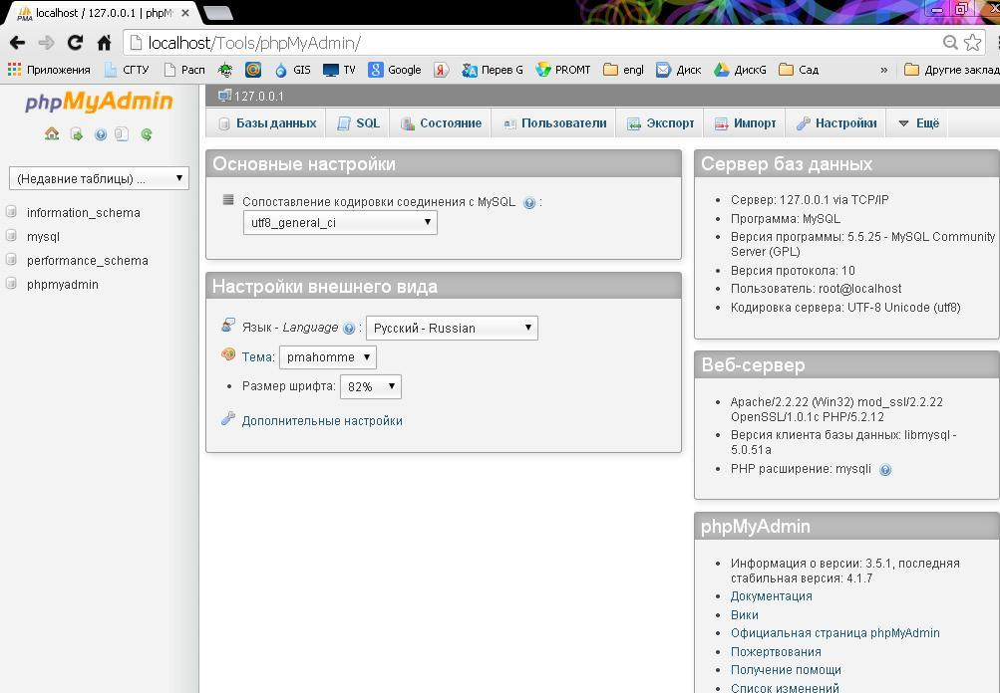 localhost / 127.0.0.1 | phpM
localhost/Tools/phpMyAdmin/
Приложения СГТУ Расп GIS TV Google Перев G PROMT engl Диск ДискG Сад » Другие заклад
phpMyAdmin
(Недавние таблицы) ...
information_schema
mysql
performance_schema
phpmyadmin
127.0.0.1
Базы данных SQL Состояние Пользователи Экспорт Импорт Настройки Ещё
Основные настройки
Сопоставление кодировки соединения с MySQL :
utf8_general_ci
Настройки внешнего вида
Язык - Language : Русский - Russian
Тема: pmahomme
Размер шрифта: 82%
Дополнительные настройки
Сервер баз данных
Сервер: 127.0.0.1 via TCP/IP
Программа: MySQL
Версия программы: 5.5.25 - MySQL Community
Server (GPL)
Версия протокола: 10
Пользователь: root@localhost
Кодировка сервера: UTF-8 Unicode (utf8)
Веб-сервер
Apache/2.2.22 (Win32) mod_ssl/2.2.22
OpenSSL/1.0.1c PHP/5.2.12
Версия клиента базы данных: libmysql -
5.0.51a
PHP расширение: mysqli
phpMyAdmin
Информация о версии: 3.5.1, последняя
стабильная версия: 4.1.7
Документация
Вики
Официальная страница phpMyAdmin
Пожертвования
Получение помощи
Список изменений